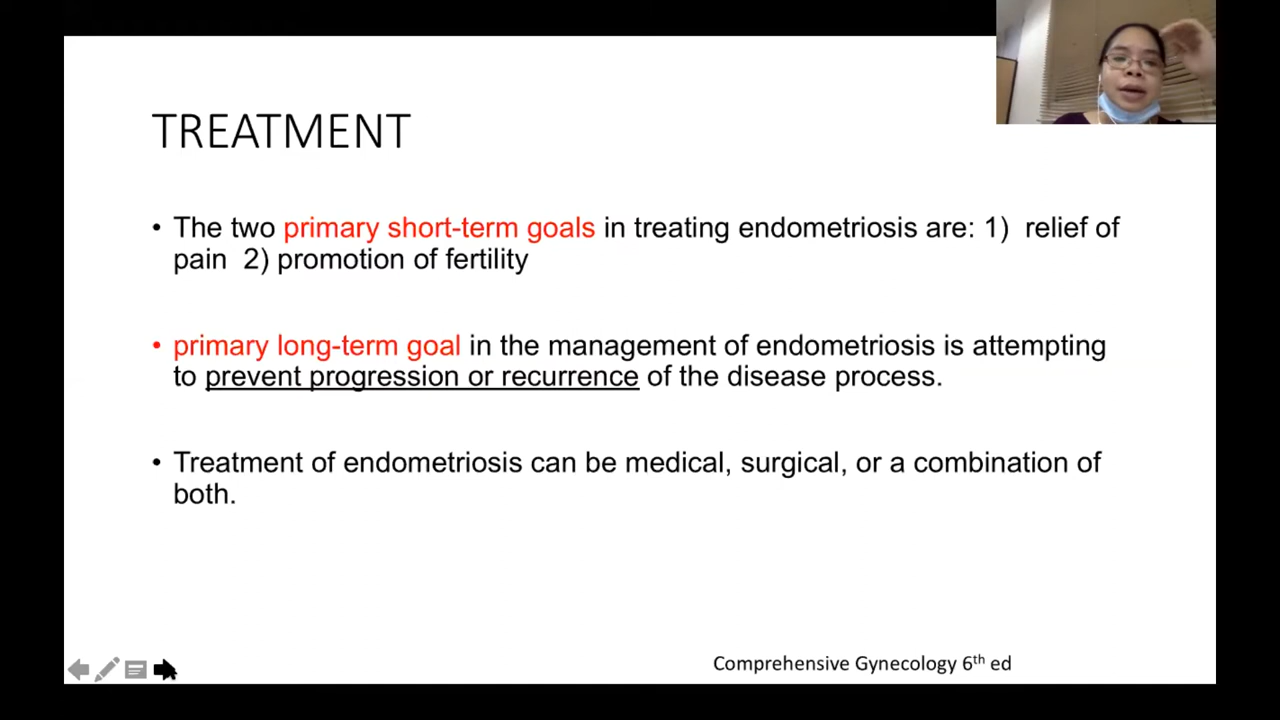 TREATMENT
• The two primary short-term goals in treating endometriosis are: 1)  relief of
pain  2) promotion of fertility
• primary long-term goal in the management of endometriosis is attempting
to prevent progression or recurrence of the disease process.
• Treatment of endometriosis can be medical, surgical, or a combination of
both.
Comprehensive Gynecology 6th ed